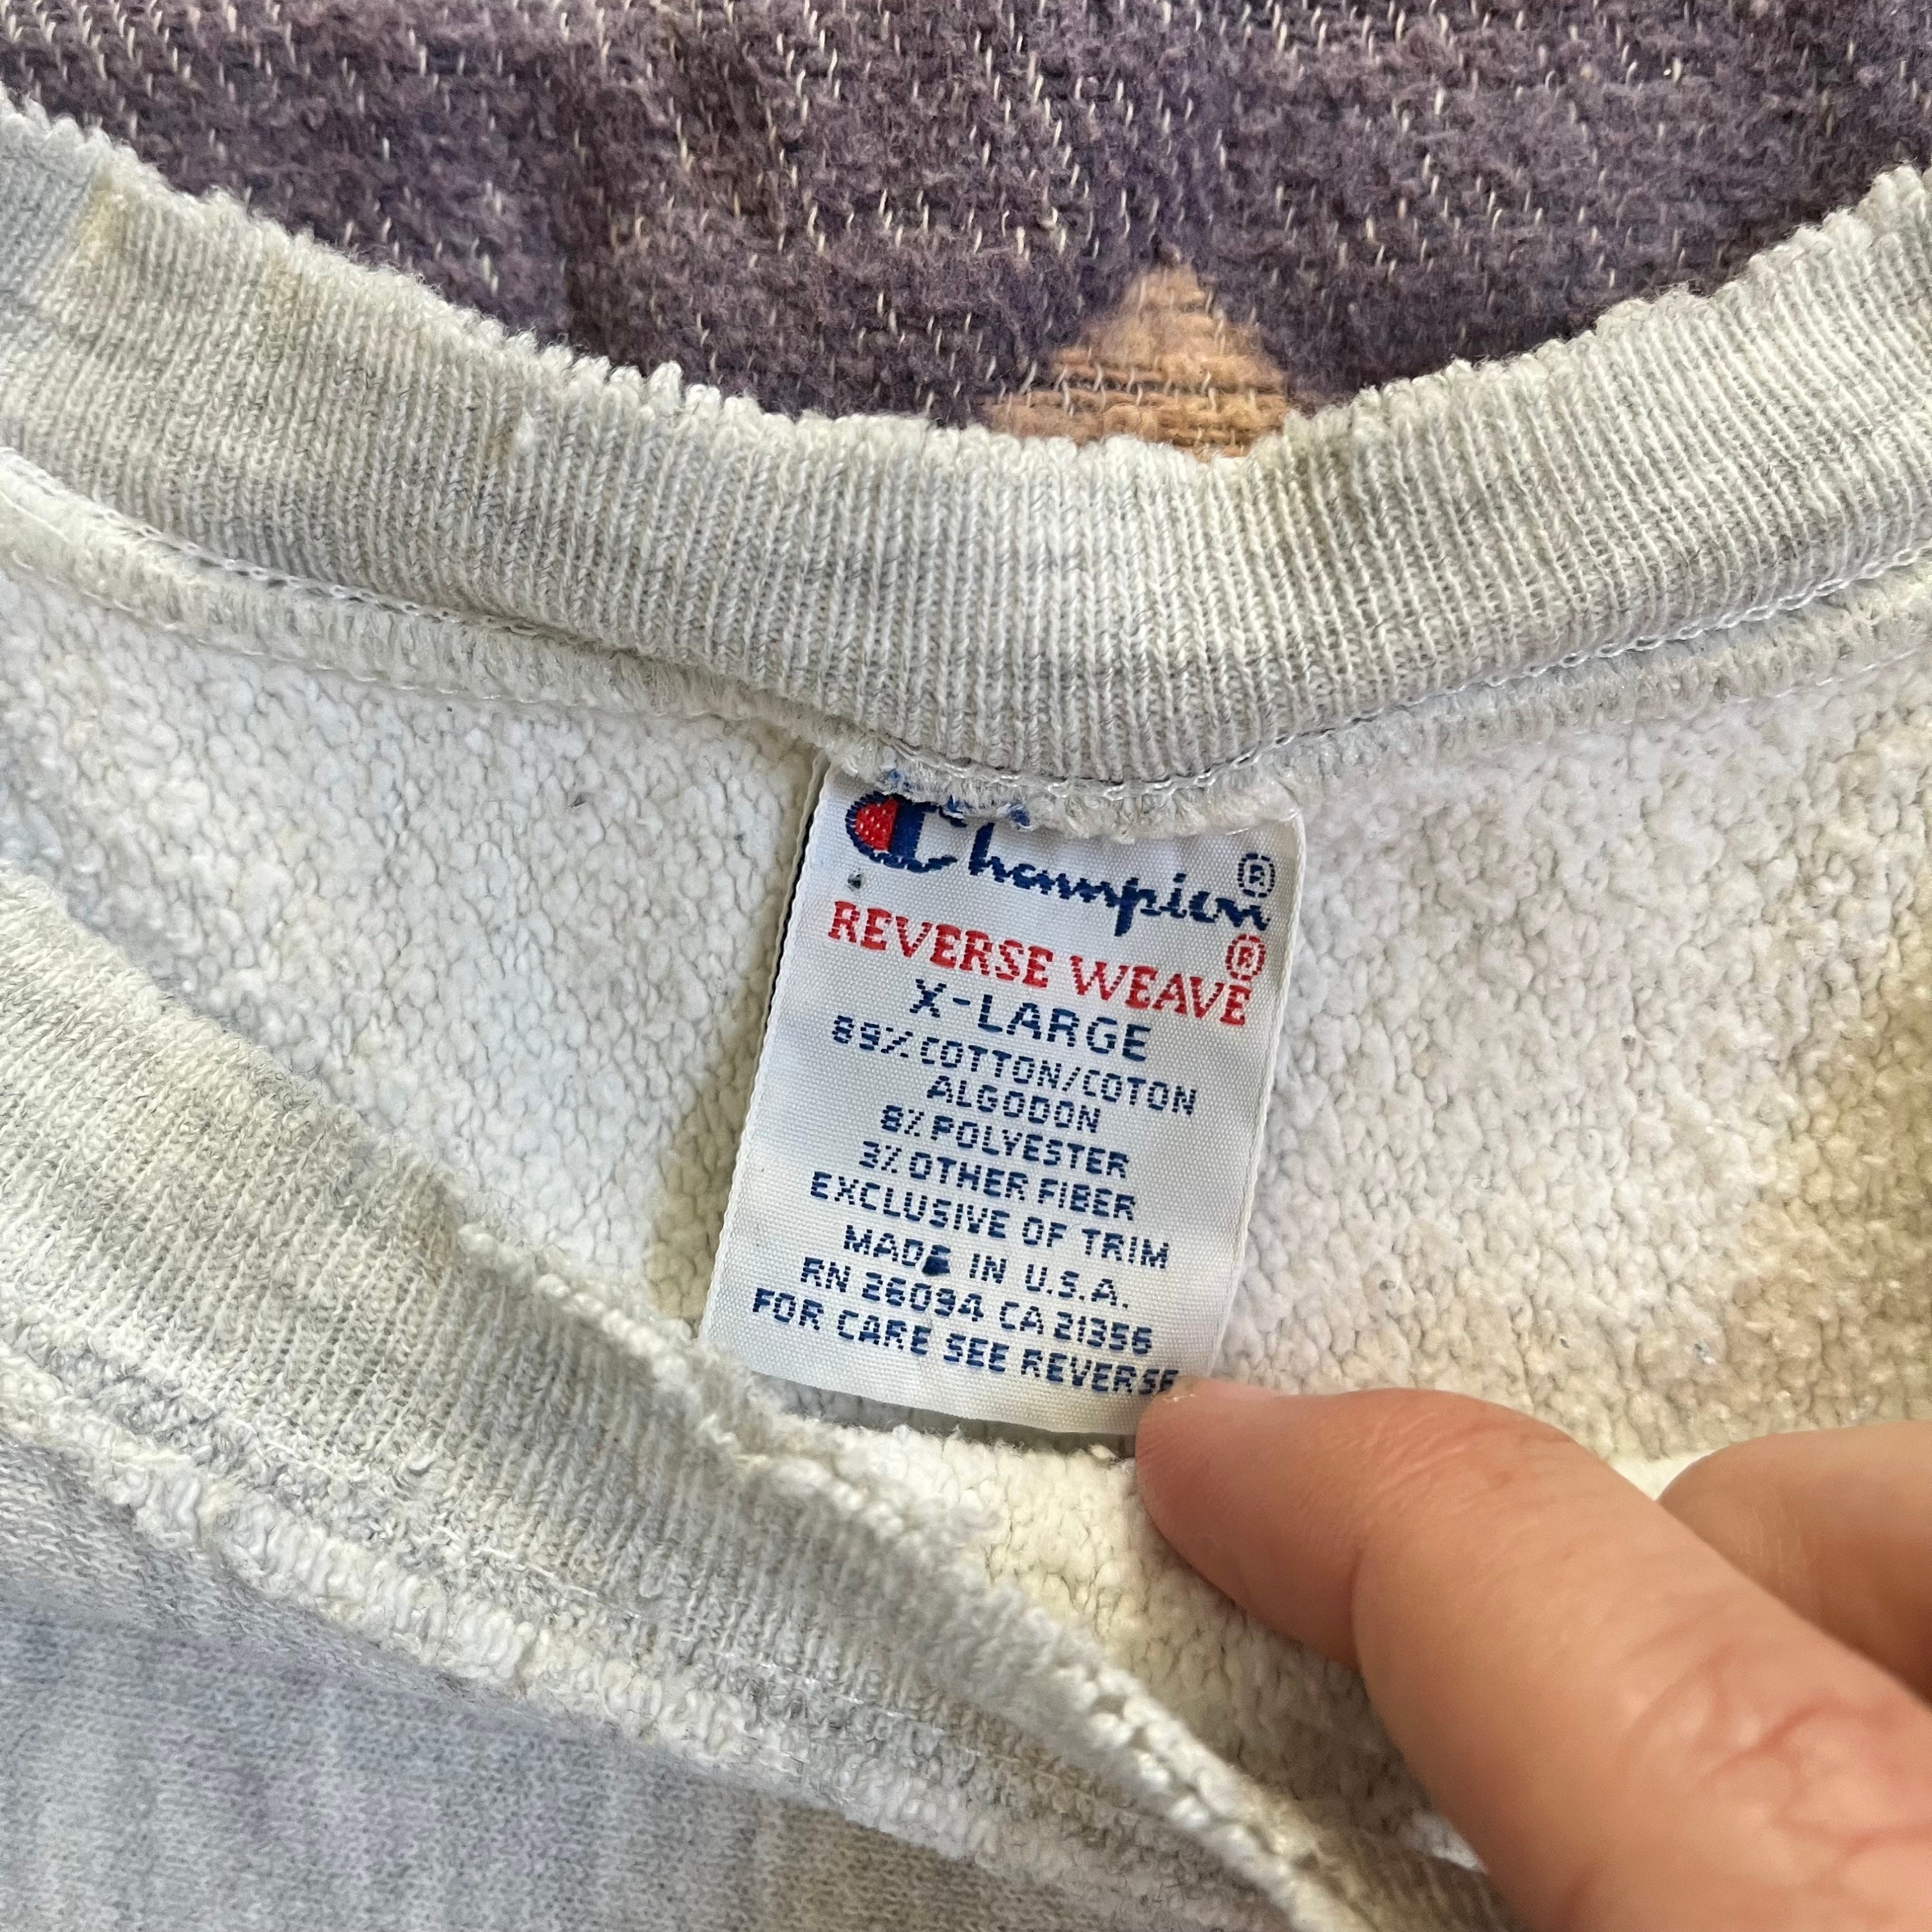 Champion®
REVERSE WEAVE®
X-LARGE
89% COTTON/COTON
ALGODON
8% POLYESTER
3% OTHER FIBER
EXCLUSIVE OF TRIM
MADE IN U.S.A.
RN 26094 CA 21356
FOR CARE SEE REVERSE